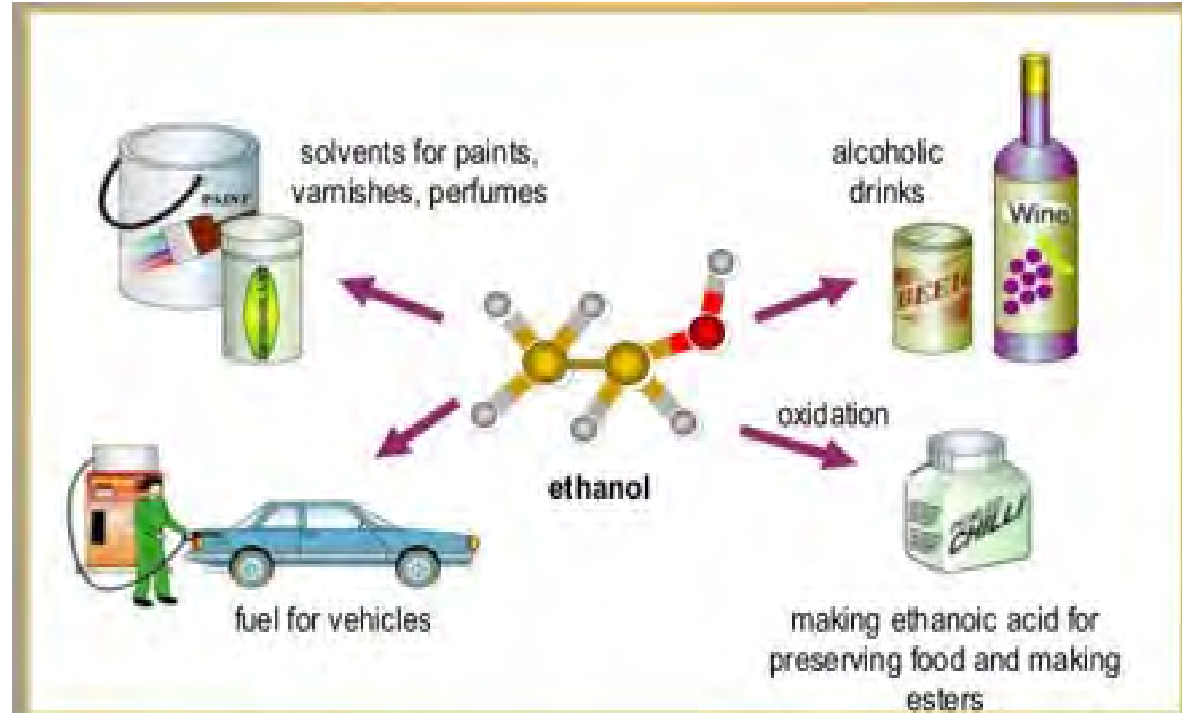 solvents for paints,
varnishes, perfumes
alcoholic
drinks
PAINT
Wine
BEER
oxidation
ethanol
CHILLI
fuel for vehicles
making ethanoic acid for
preserving food and making
esters